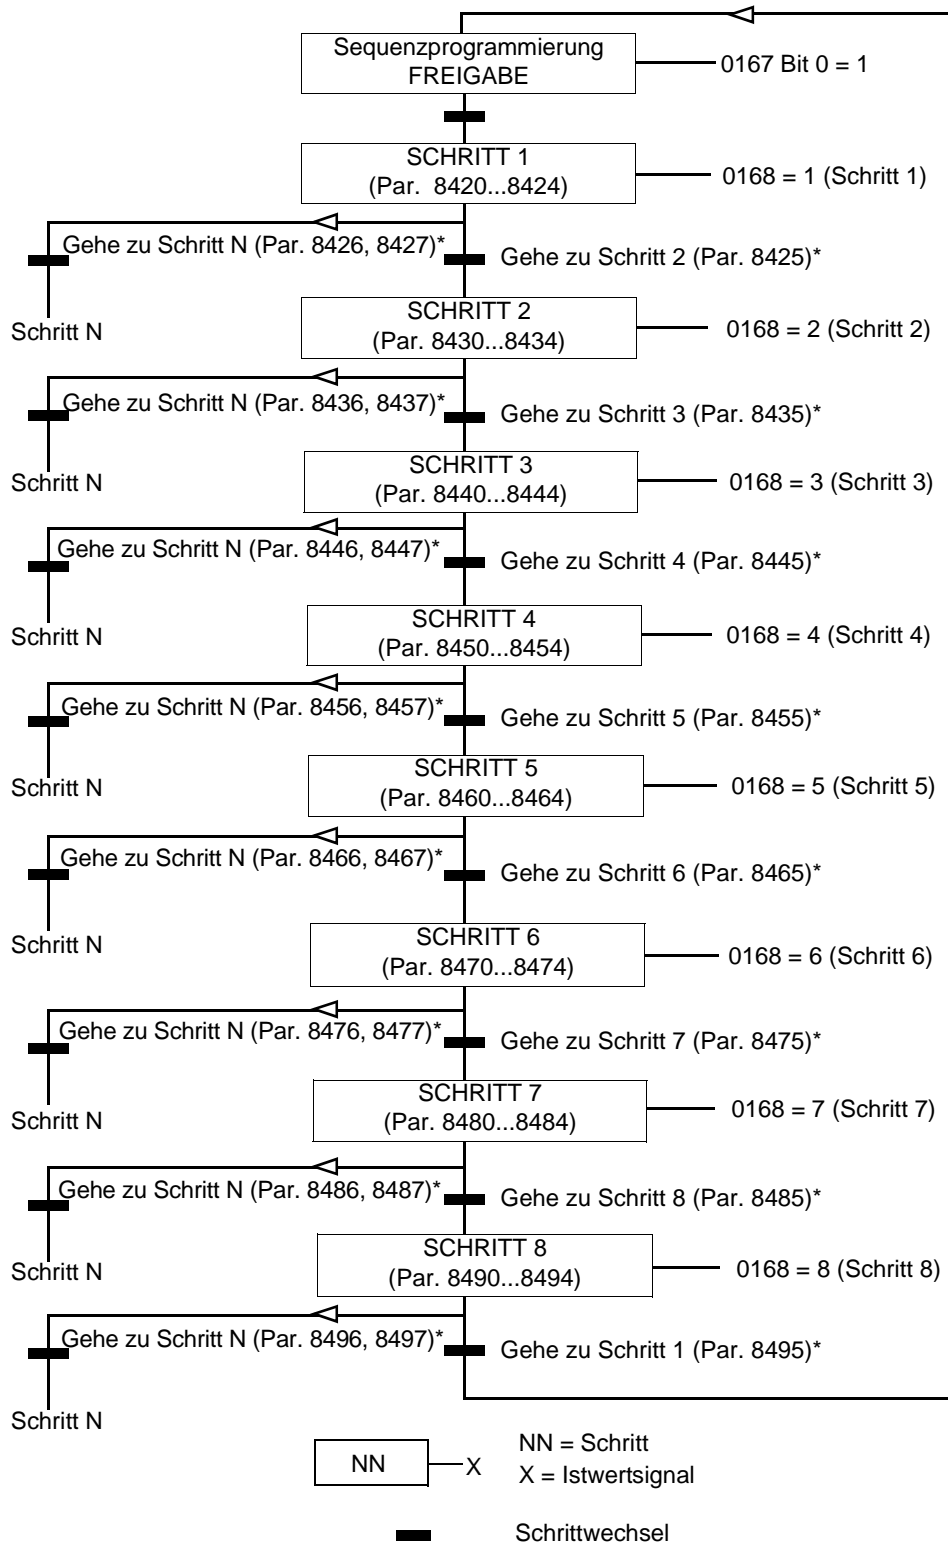 Sequenzprogrammierung
FREIGABE
0167 Bit 0 = 1
SCHRITT 1
(Par. 8420...8424)
0168 = 1 (Schritt 1)
Gehe zu Schritt N (Par. 8426, 8427)*
Gehe zu Schritt 2 (Par. 8425)*
Schritt N
SCHRITT 2
(Par. 8430...8434)
0168 = 2 (Schritt 2)
Gehe zu Schritt N (Par. 8436, 8437)*
Gehe zu Schritt 3 (Par. 8435)*
Schritt N
SCHRITT 3
(Par. 8440...8444)
0168 = 3 (Schritt 3)
Gehe zu Schritt N (Par. 8446, 8447)*
Gehe zu Schritt 4 (Par. 8445)*
Schritt N
SCHRITT 4
(Par. 8450...8454)
0168 = 4 (Schritt 4)
Gehe zu Schritt N (Par. 8456, 8457)*
Gehe zu Schritt 5 (Par. 8455)*
Schritt N
SCHRITT 5
(Par. 8460...8464)
0168 = 5 (Schritt 5)
Gehe zu Schritt N (Par. 8466, 8467)*
Gehe zu Schritt 6 (Par. 8465)*
Schritt N
SCHRITT 6
(Par. 8470...8474)
0168 = 6 (Schritt 6)
Gehe zu Schritt N (Par. 8476, 8477)*
Gehe zu Schritt 7 (Par. 8475)*
Schritt N
SCHRITT 7
(Par. 8480...8484)
0168 = 7 (Schritt 7)
Gehe zu Schritt N (Par. 8486, 8487)*
Gehe zu Schritt 8 (Par. 8485)*
Schritt N
SCHRITT 8
(Par. 8490...8494)
0168 = 8 (Schritt 8)
Gehe zu Schritt N (Par. 8496, 8497)*
Gehe zu Schritt 1 (Par. 8495)*
Schritt N
NN
X
NN = Schritt
X = Istwertsignal
Schrittwechsel